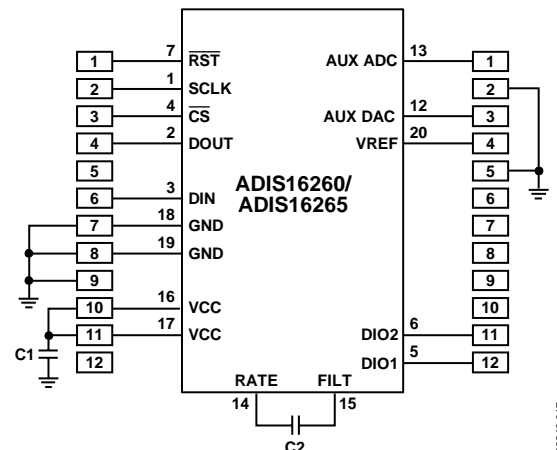 1 7 RST AUX ADC 13 1
2 1 SCLK 2
3 4 CS AUX DAC 12 3
4 2 DOUT VREF 20 4
5 5
ADIS16260/
ADIS16265
6 3 DIN 6
7 18 GND 7
8 19 GND 8
9 9
10 16 VCC 10
11 17 VCC DIO2 6 11
C1 12 DIO1 5 12
RATE FILT
14 15
C2